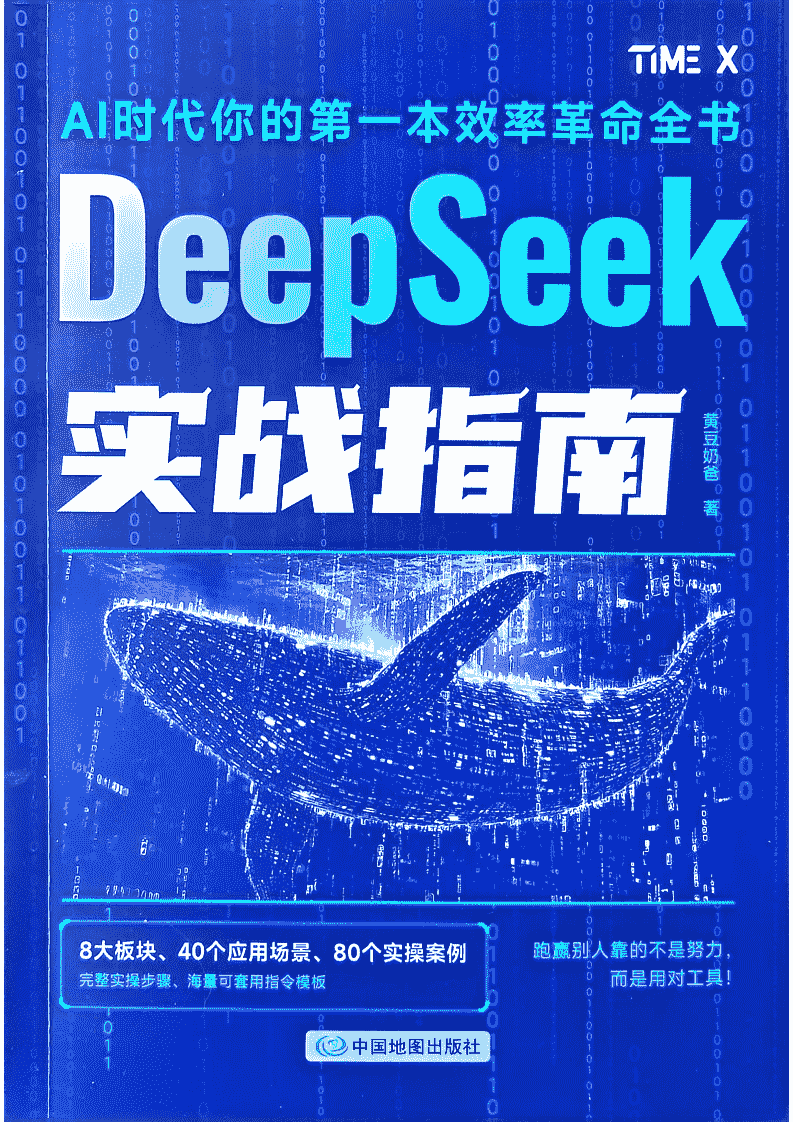 TIME X
AI时代你的第一本效率革命全书
DeepSeek
实战指南
黄豆奶爸 著
8大板块、40个应用场景、80个实操案例
完整实操步骤、海量可套用指令模板
跑赢别人靠的不是努力，
而是用对工具！
中国地图出版社